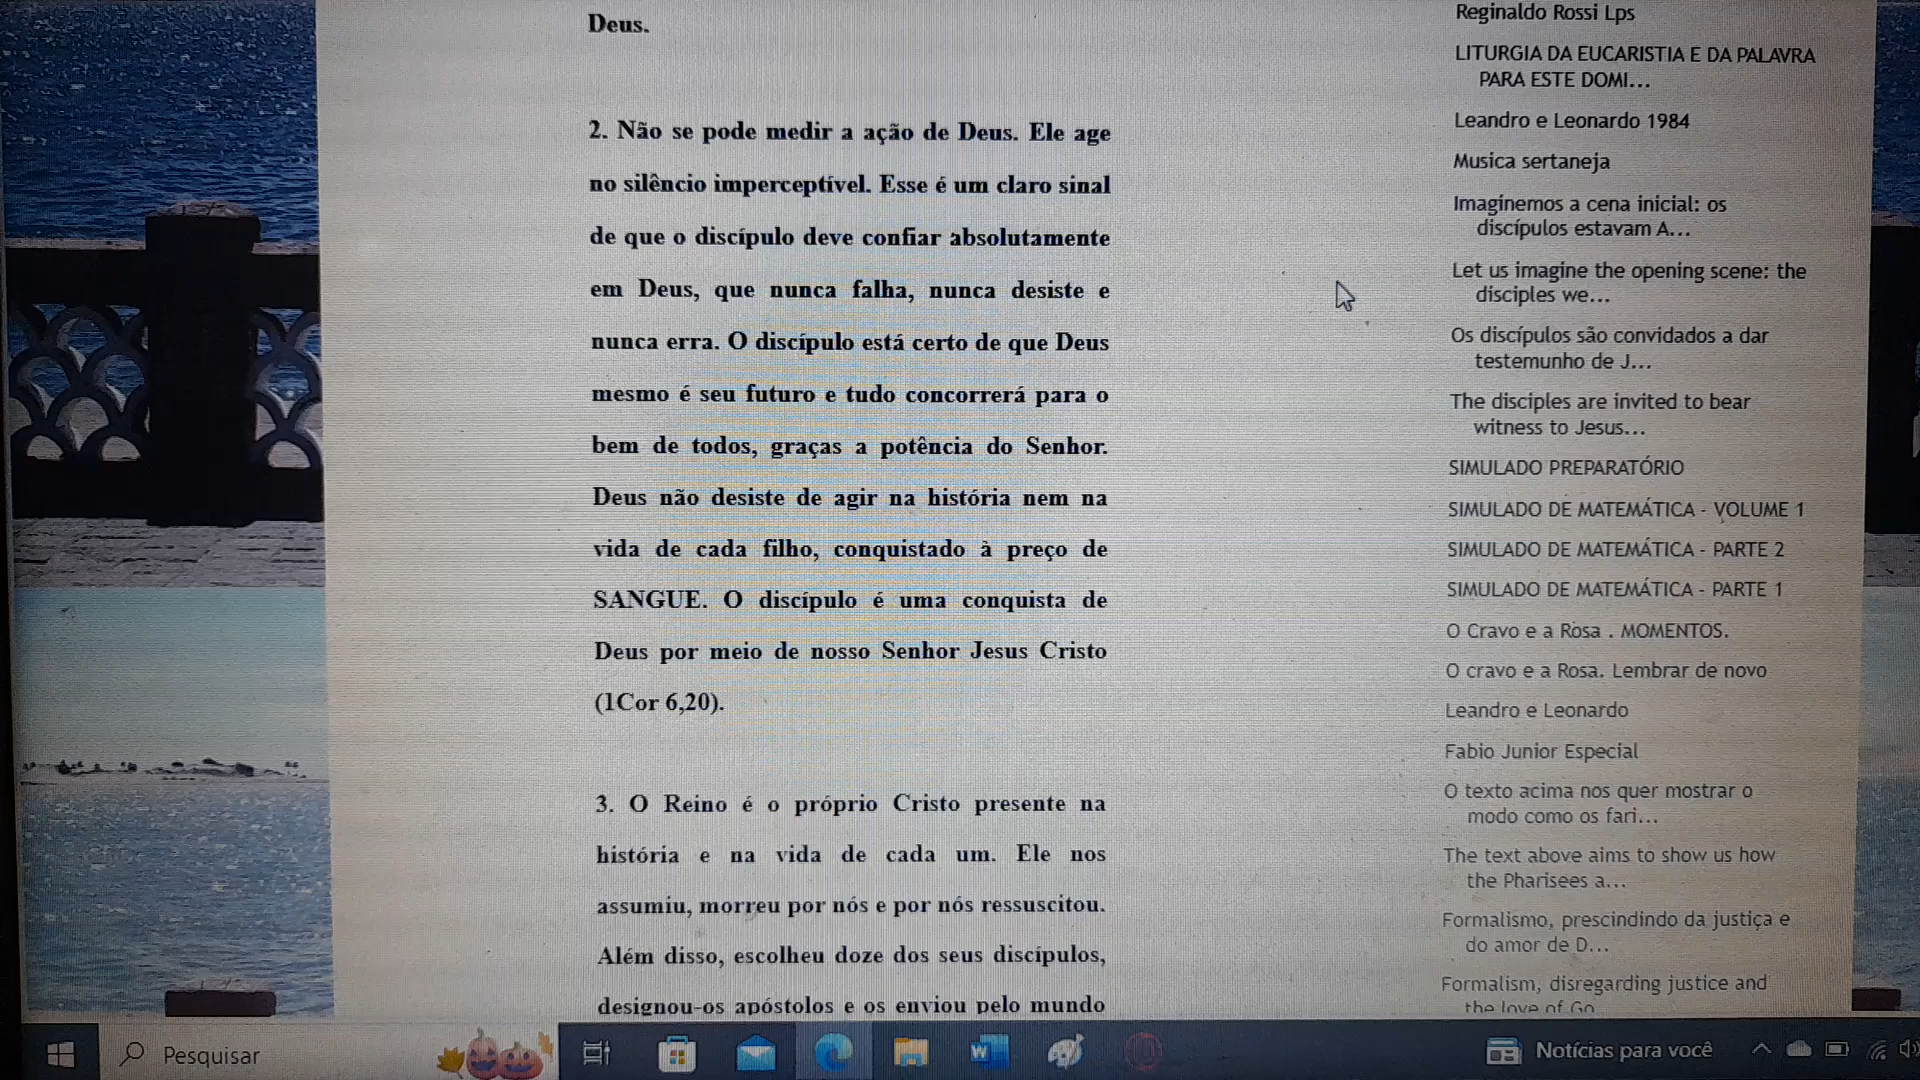 Deus.
2. Não se pode medir a ação de Deus. Ele age
no silêncio imperceptível. Esse é um claro sinal
de que o discípulo deve confiar absolutamente
em Deus, que nunca falha, nunca desiste e
nunca erra. O discípulo está certo de que Deus
mesmo é seu futuro e tudo concorrerá para o
bem de todos, graças a potência do Senhor.
Deus não desiste de agir na história nem na
vida de cada filho, conquistado à preço de
SANGUE. O discípulo é uma conquista de
Deus por meio de nosso Senhor Jesus Cristo
(1Cor 6,20).
3. O Reino é o próprio Cristo presente na
história e na vida de cada um. Ele nos
assumiu, morreu por nós e por nós ressuscitou.
Além disso, escolheu doze dos seus discípulos,
designou-os apóstolos e os enviou pelo mundo
Reginaldo Rossi Lps
LITURGIA DA EUCARISTIA E DA PALAVRA
PARA ESTE DOMI...
Leandro e Leonardo 1984
Musica sertaneja
Imaginemos a cena inicial: os
discípulos estavam A...
Let us imagine the opening scene: the
disciples we...
Os discípulos são convidados a dar
testemunho de J...
The disciples are invited to bear
witness to Jesus...
SIMULADO PREPARATÓRIO
SIMULADO DE MATEMÁTICA - VOLUME 1
SIMULADO DE MATEMÁTICA - PARTE 2
SIMULADO DE MATEMÁTICA - PARTE 1
O Cravo e a Rosa . MOMENTOS.
O cravo e a Rosa. Lembrar de novo
Leandro e Leonardo
Fabio Junior Especial
O texto acima nos quer mostrar o
modo como os fari...
The text above aims to show us how
the Pharisees a...
Formalismo, prescindindo da justiça e
do amor de D...
Formalism, disregarding justice and
the love of Go
Pesquisar
W
Notícias para você